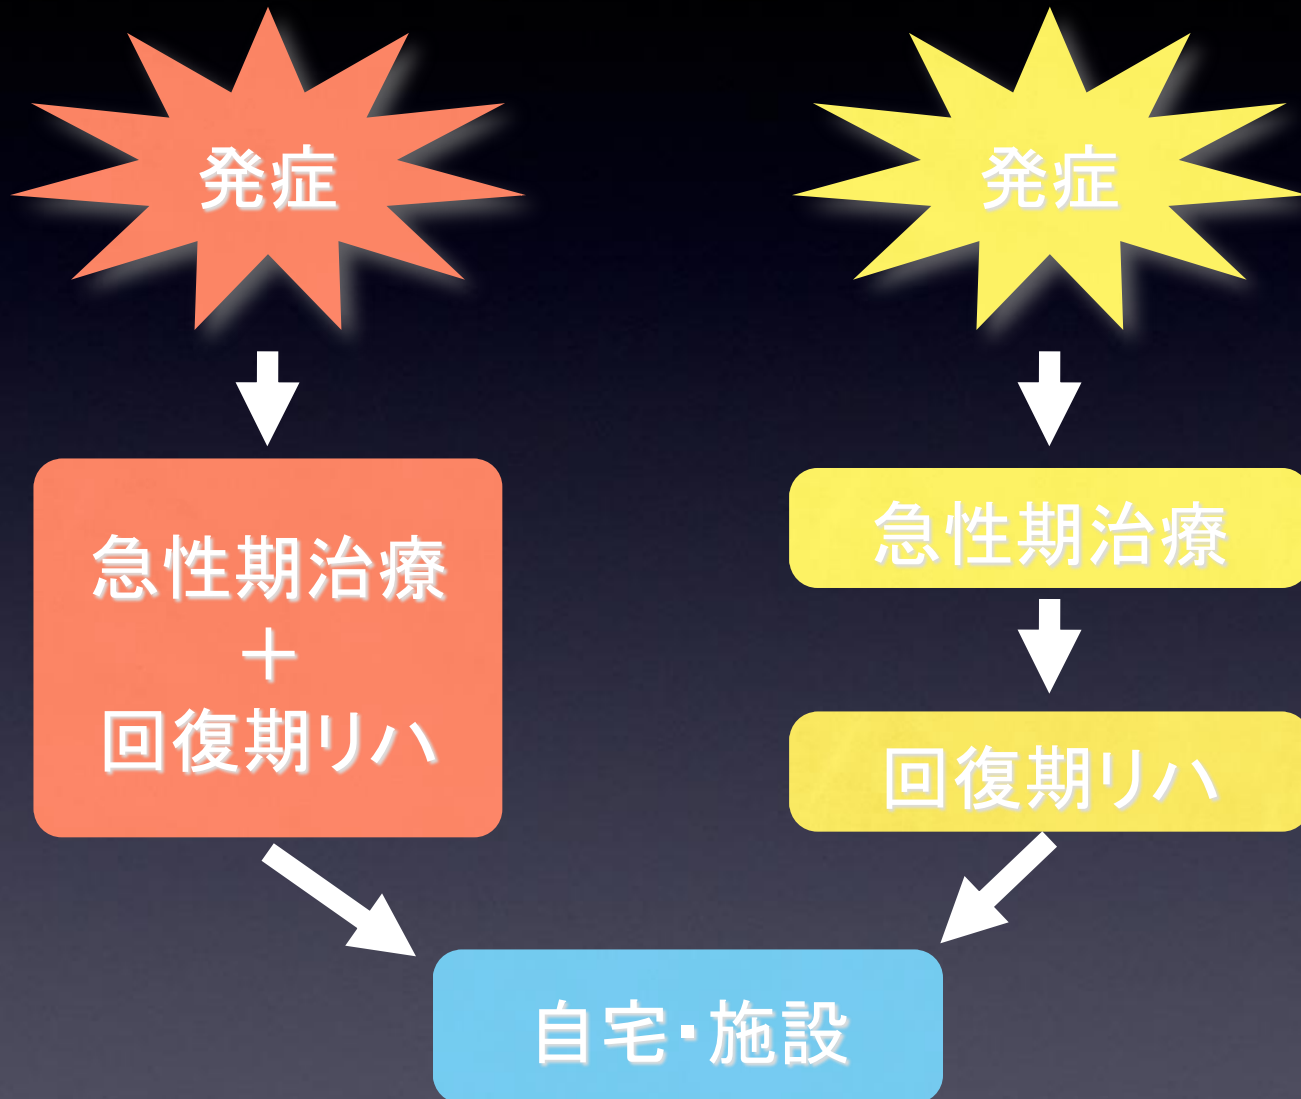 発症
急性期治療
＋
回復期リハ
発症
急性期治療
回復期リハ
自宅・施設